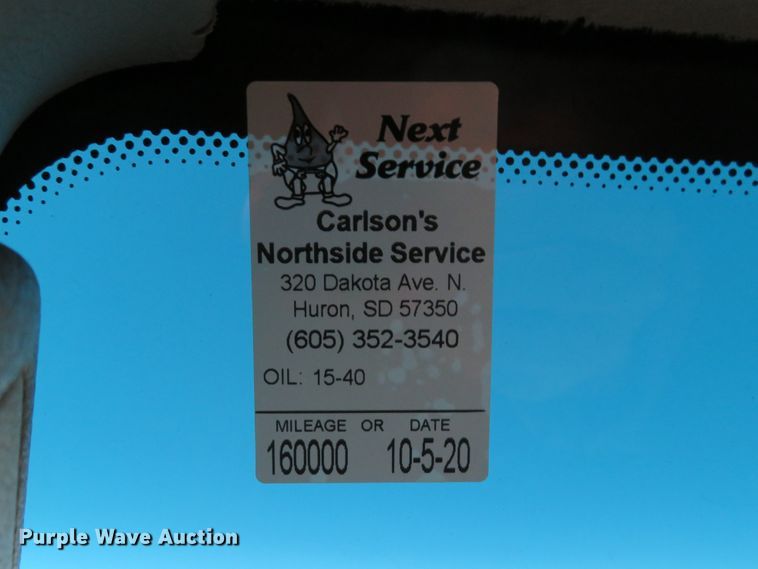 Next
Service
Carlson's
Northside Service
320 Dakota Ave. N.
Huron, SD 57350
(605) 352-3540
OIL: 15-40
MILEAGE OR DATE
160000 10-5-20
Purple Wave Auction